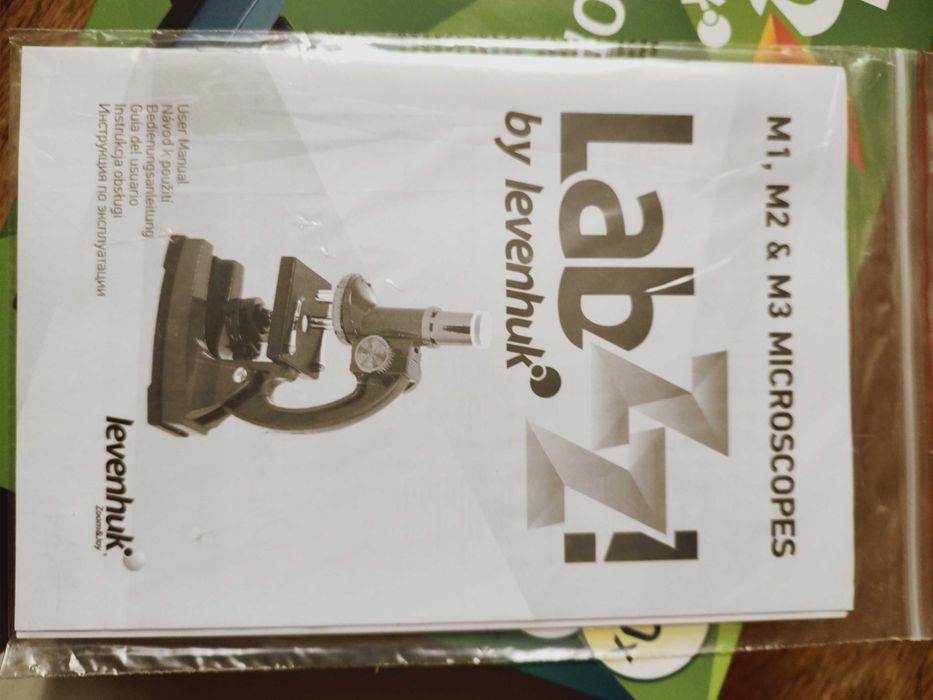 M1, M2 & M3 MICROSCOPES
LabZZ!
by levenhuk
User Manual
Návod k použití
Bedienungsanleitung
Guía del usuario
Instrukcja obsługi
Инструкция по эксплуатации
levenhuk
Zoom&Joy